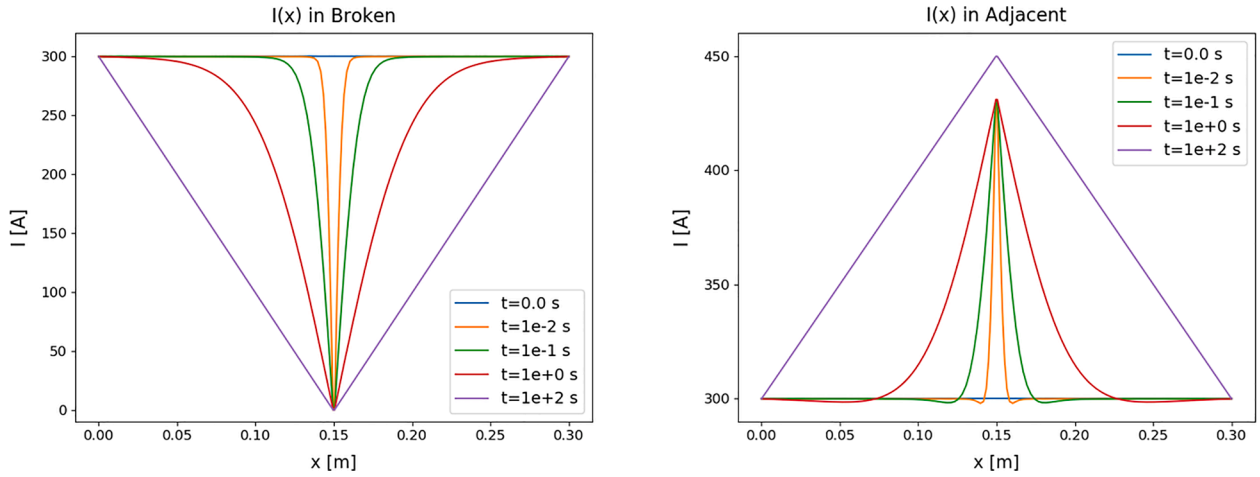 I(x) in Broken
I [A]
300
250
200
150
100
50
0
t=0.0 s
t=1e-2 s
t=1e-1 s
t=1e+0 s
t=1e+2 s
0.00 0.05 0.10 0.15 0.20 0.25 0.30
x [m]
I(x) in Adjacent
I [A]
450
400
350
300
t=0.0 s
t=1e-2 s
t=1e-1 s
t=1e+0 s
t=1e+2 s
0.00 0.05 0.10 0.15 0.20 0.25 0.30
x [m]